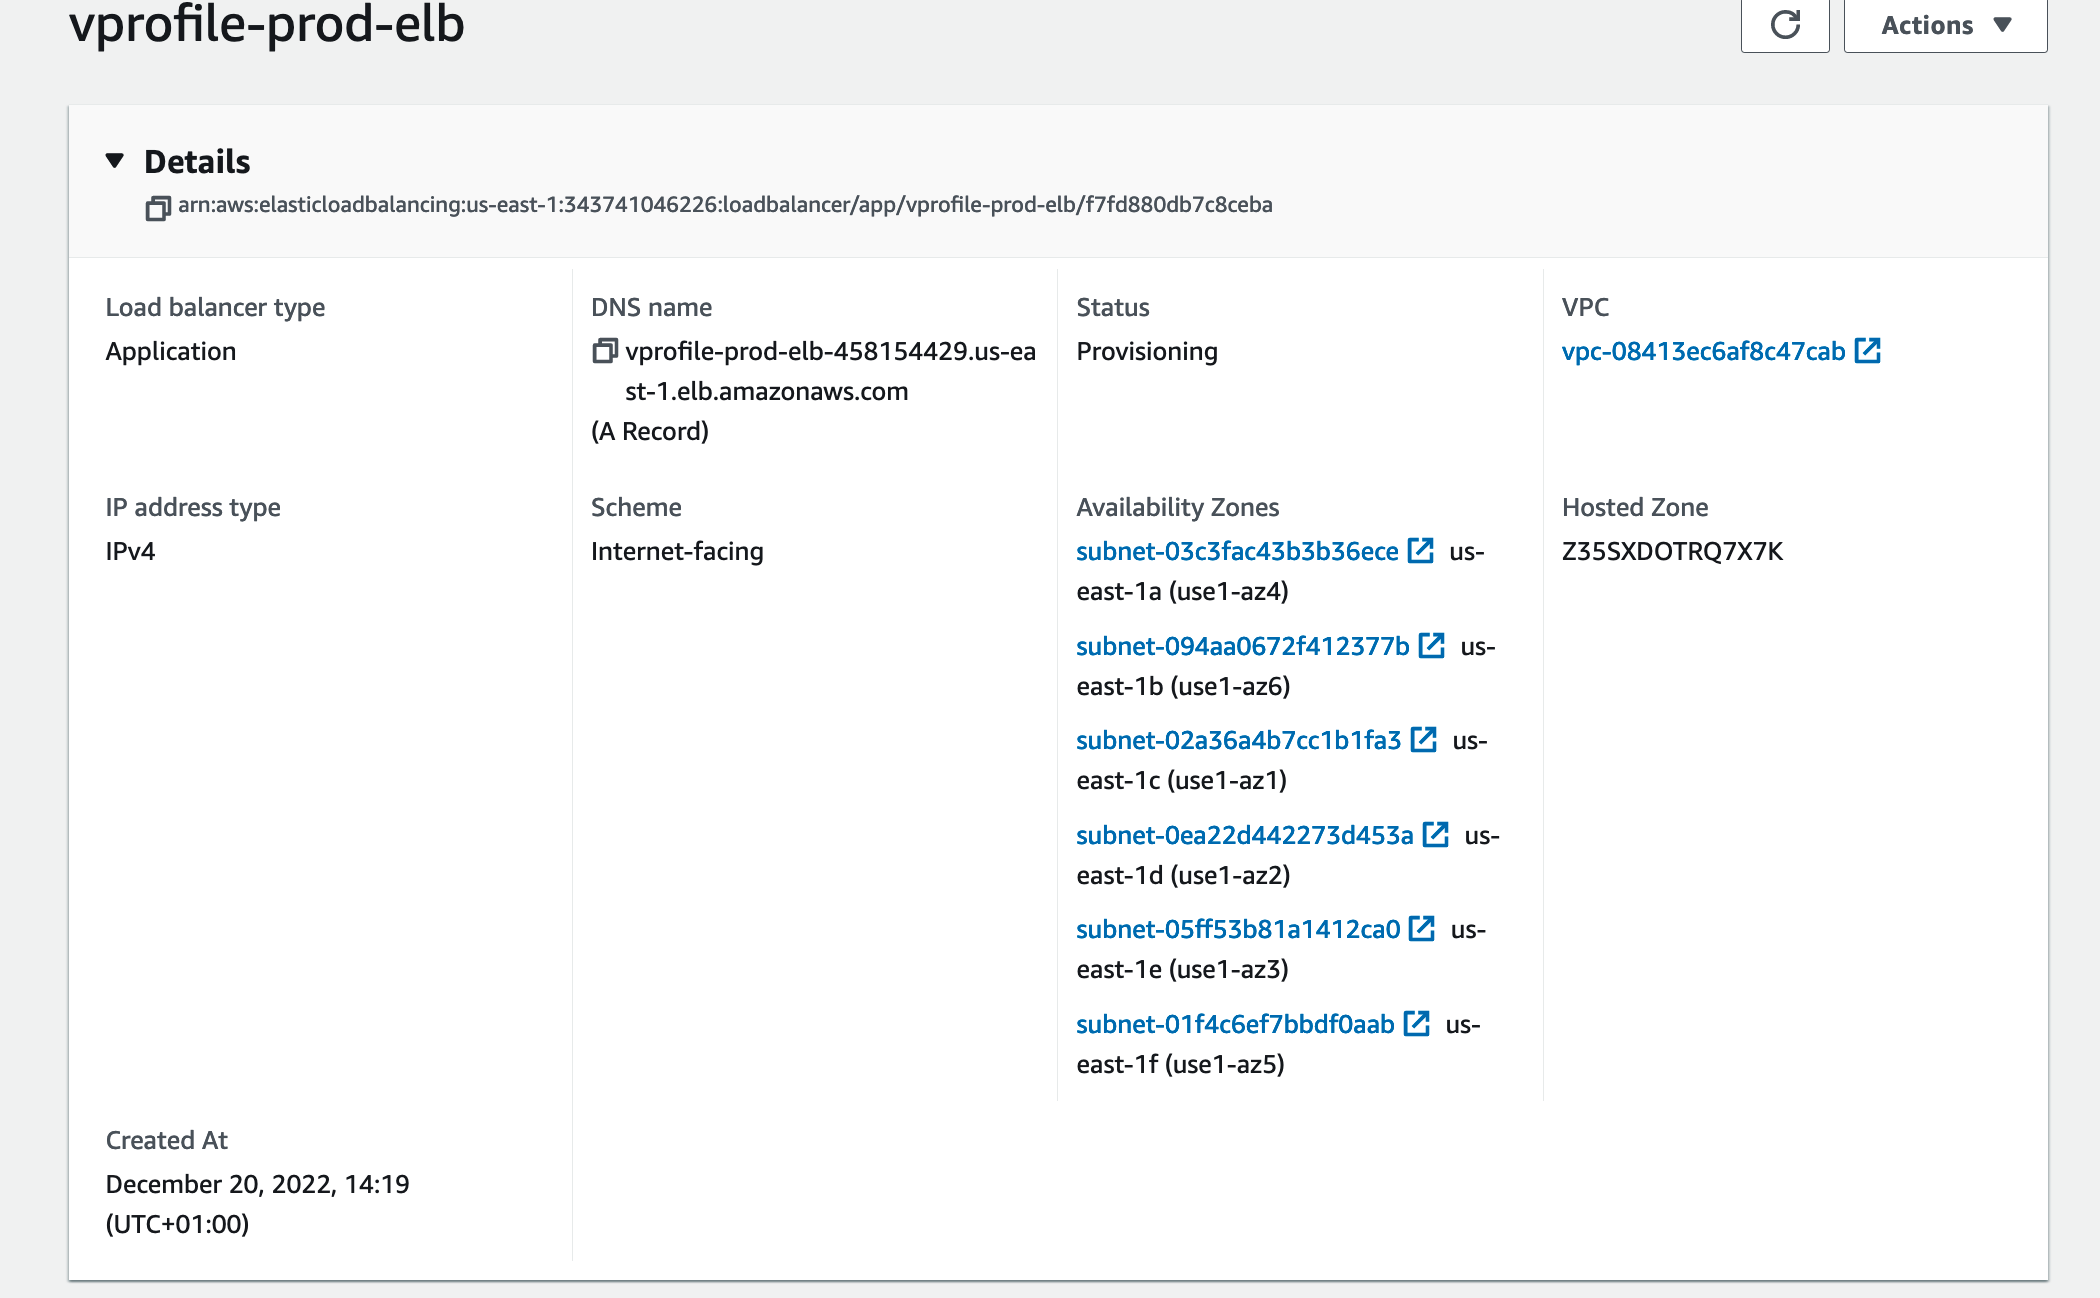 vprofile-prod-elb
Actions
Details
arn:aws:elasticloadbalancing:us-east-1:343741046226:loadbalancer/app/vprofile-prod-elb/f7fd880db7c8ceba
Load balancer type
Application
DNS name
vprofile-prod-elb-458154429.us-ea
st-1.elb.amazonaws.com
(A Record)
Status
Provisioning
VPC
vpc-08413ec6af8c47cab
IP address type
IPv4
Scheme
Internet-facing
Availability Zones
subnet-03c3fac43b3b36ece us-
east-1a (use1-az4)
subnet-094aa0672f412377b us-
east-1b (use1-az6)
subnet-02a36a4b7cc1b1fa3 us-
east-1c (use1-az1)
subnet-0ea22d442273d453a us-
east-1d (use1-az2)
subnet-05ff53b81a1412ca0 us-
east-1e (use1-az3)
subnet-01f4c6ef7bbdf0aab us-
east-1f (use1-az5)
Hosted Zone
Z35SXDOTRQ7X7K
Created At
December 20, 2022, 14:19
(UTC+01:00)